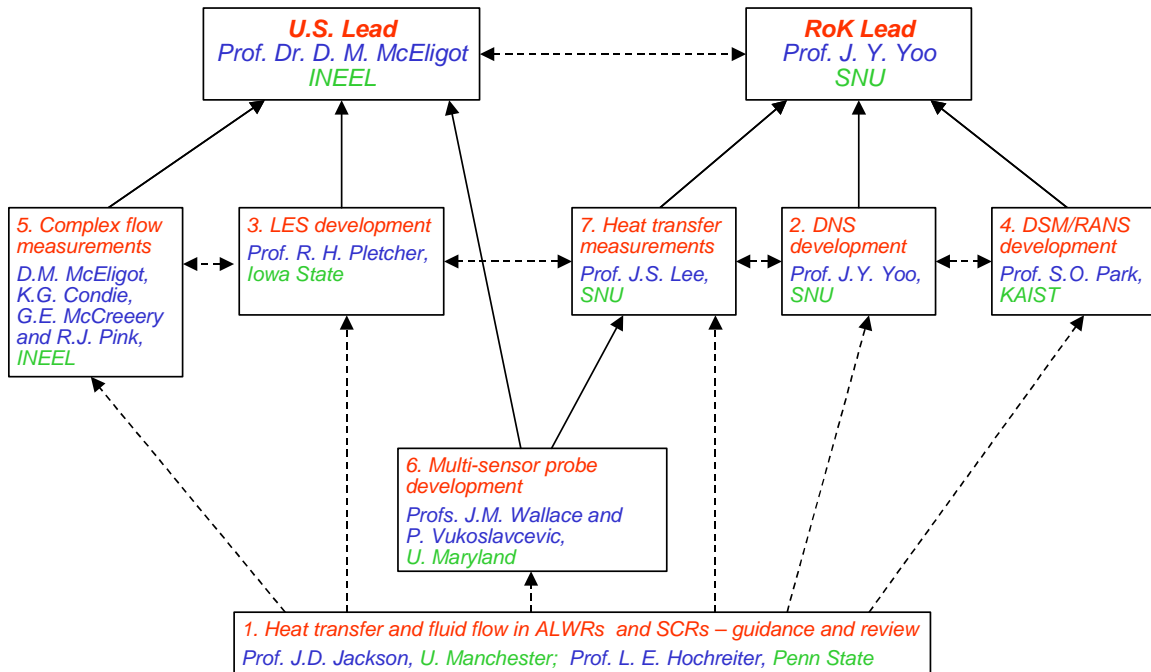 U.S. Lead
Prof. Dr. D. M. McEligot
INEEL
RoK Lead
Prof. J. Y. Yoo
SNU
5. Complex flow
measurements
D.M. McEligot,
K.G. Condie,
G.E. McCreeery
and R.J. Pink,
INEEL
3. LES development
Prof. R. H. Pletcher,
Iowa State
7. Heat transfer
measurements
Prof. J.S. Lee,
SNU
2. DNS
development
Prof. J.Y. Yoo,
SNU
4. DSM/RANS
development
Prof. S.O. Park,
KAIST
6. Multi-sensor probe
development
Profs. J.M. Wallace and
P. Vukoslavcevic,
U. Maryland
1. Heat transfer and fluid flow in ALWRs and SCRs – guidance and review
Prof. J.D. Jackson, U. Manchester; Prof. L. E. Hochreiter, Penn State